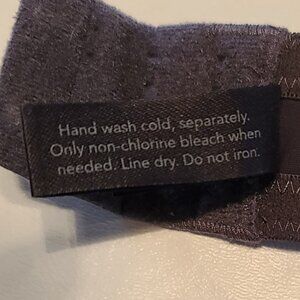 Hand wash cold, separately.
Only non-chlorine bleach when
needed. Line dry. Do not iron.